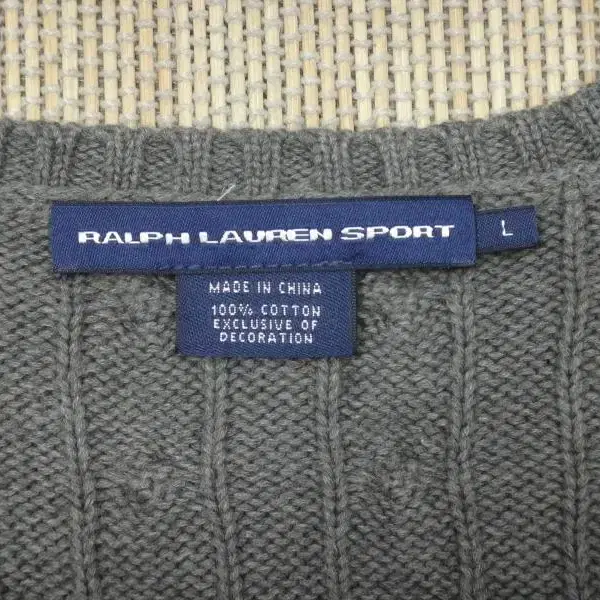 RALPH LAUREN SPORT
L
MADE IN CHINA
100% COTTON
EXCLUSIVE OF
DECORATION